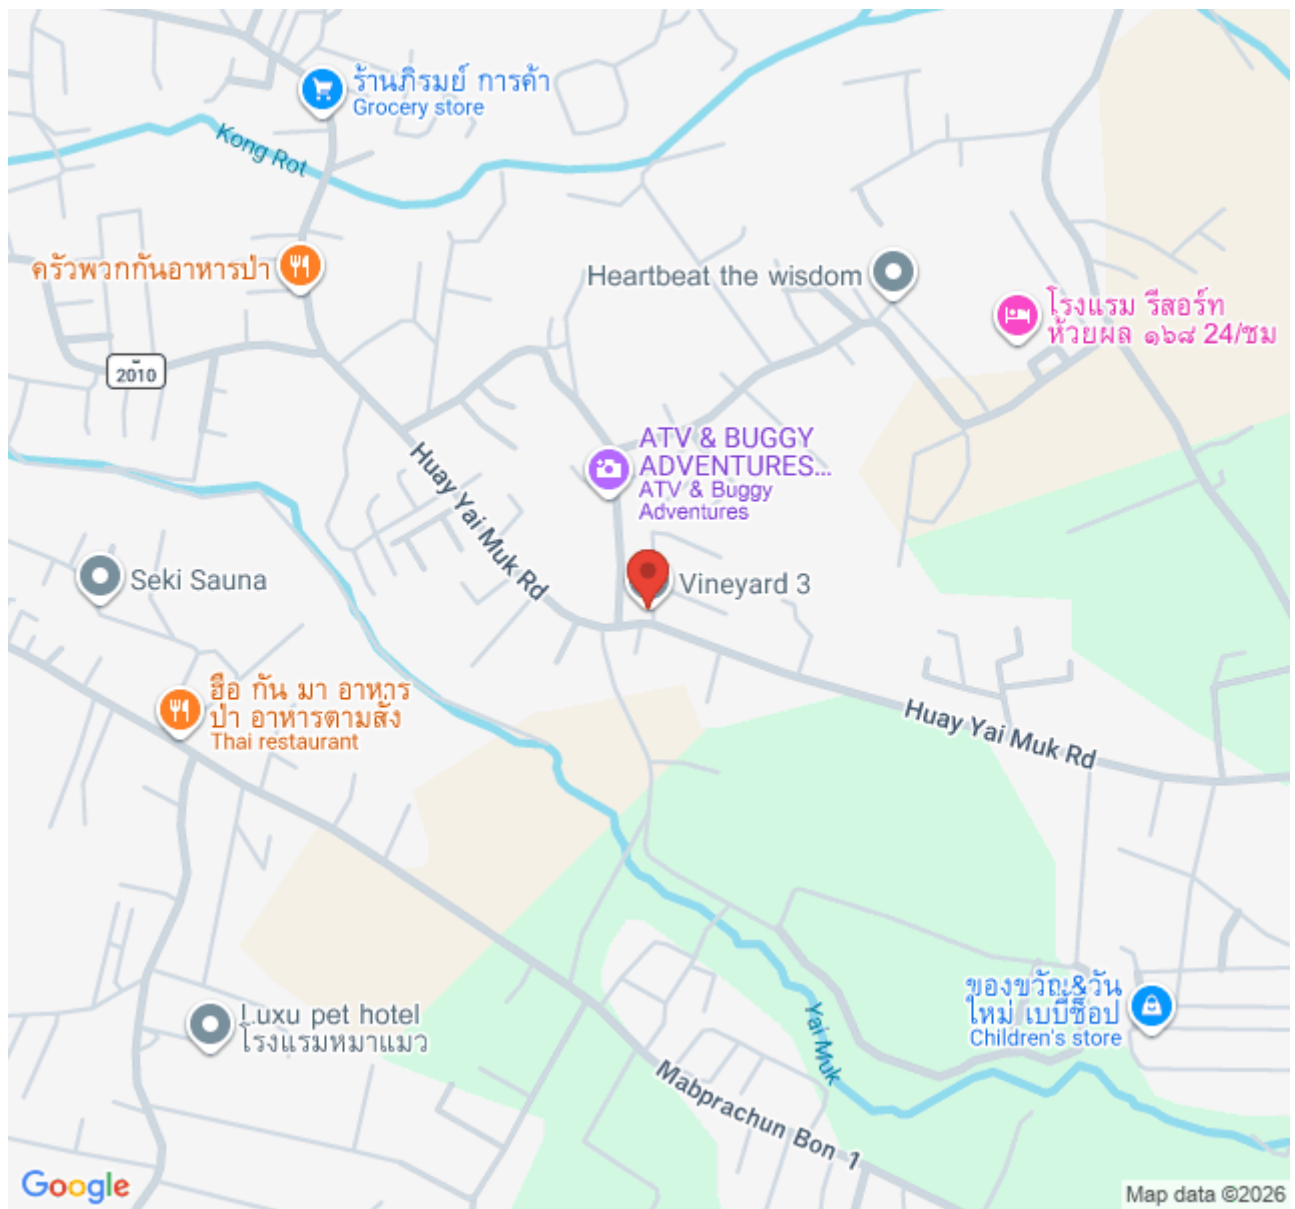 ร้านภิรมย์ การค้า
Grocery store
Kong Rot
ครัวพวกกันอาหารป่า
Heartbeat the wisdom
โรงแรม รีสอร์ท
ห้วยผล ๑๖๘ 24/ชม
2010
ATV & BUGGY
ADVENTURES...
ATV & Buggy
Adventures
Huay Yai Muk Rd
Seki Sauna
Vineyard 3
ฮือ กัน มา อาหาร
ป่า อาหารตามสั่ง
Thai restaurant
Huay Yai Muk Rd
ของขวัญ&วัน
ใหม่ เบบี้ช็อป
Children's store
Luxu pet hotel
โรงแรมหมาแมว
Yai Muk
Mabprachun Bon 1
Google
Map data ©2026